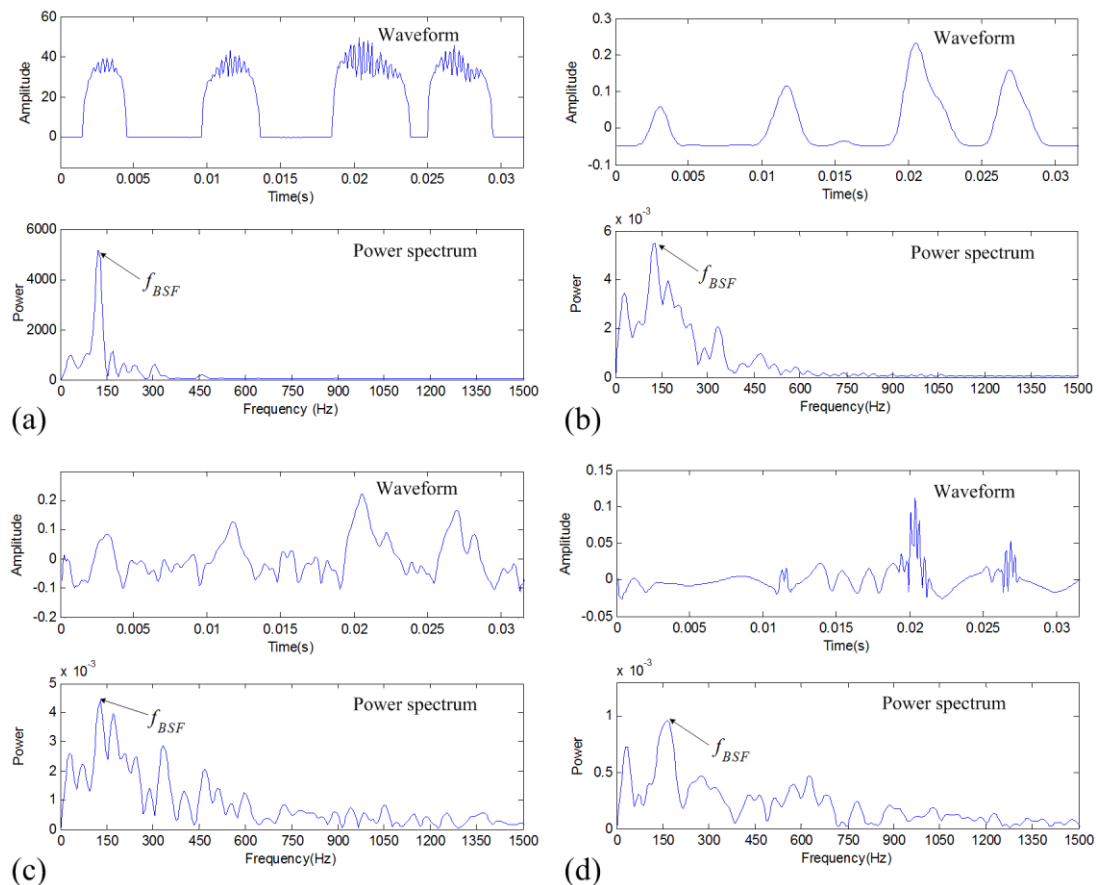 Waveform
Amplitude
60
40
20
0
0 0.005 0.01 0.015 0.02 0.025 0.03
Time(s)
Power spectrum
f_BSF
Power
6000
4000
2000
0
0 150 300 450 600 750 900 1050 1200 1350 1500
Frequency (Hz)
(a)
Waveform
Amplitude
0.3
0.2
0.1
0
-0.1
0 0.005 0.01 0.015 0.02 0.025 0.03
Time(s)
x 10⁻³
Power spectrum
f_BSF
Power
6
4
2
0
0 150 300 450 600 750 900 1050 1200 1350 1500
Frequency(Hz)
(b)
Waveform
Amplitude
0.2
0.1
0
-0.1
-0.2
0 0.005 0.01 0.015 0.02 0.025 0.03
Time(s)
x 10⁻³
Power spectrum
f_BSF
Power
5
4
3
2
1
0
0 150 300 450 600 750 900 1050 1200 1350 1500
Frequency(Hz)
(c)
Waveform
Amplitude
0.15
0.1
0.05
0
-0.05
0 0.005 0.01 0.015 0.02 0.025 0.03
Time(s)
x 10⁻³
Power spectrum
f_BSF
Power
1
0.5
0
0 150 300 450 600 750 900 1050 1200 1350 1500
Frequency(Hz)
(d)